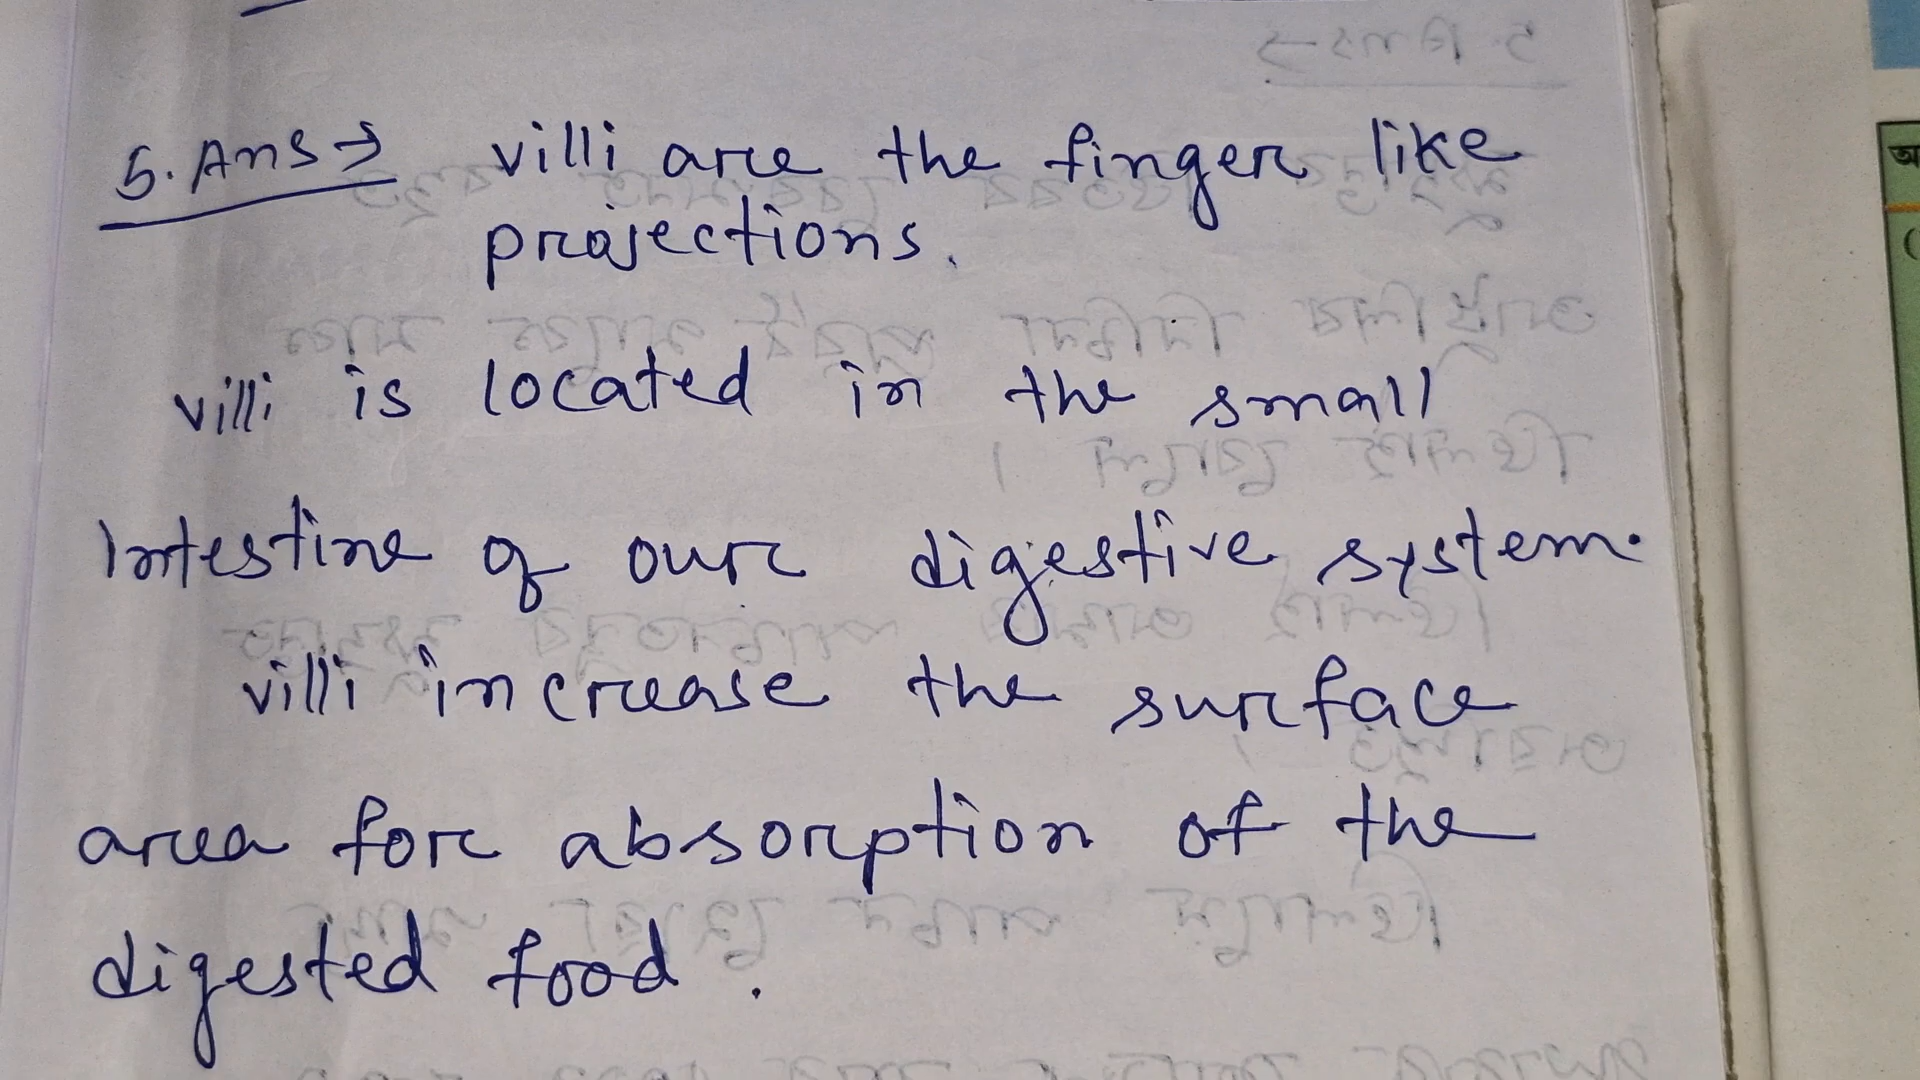 5. Ans → villi are the finger like
projections.
villi is located in the small
Intestine of our digestive system.
villi increase the surface
area for absorption of the
digested food.